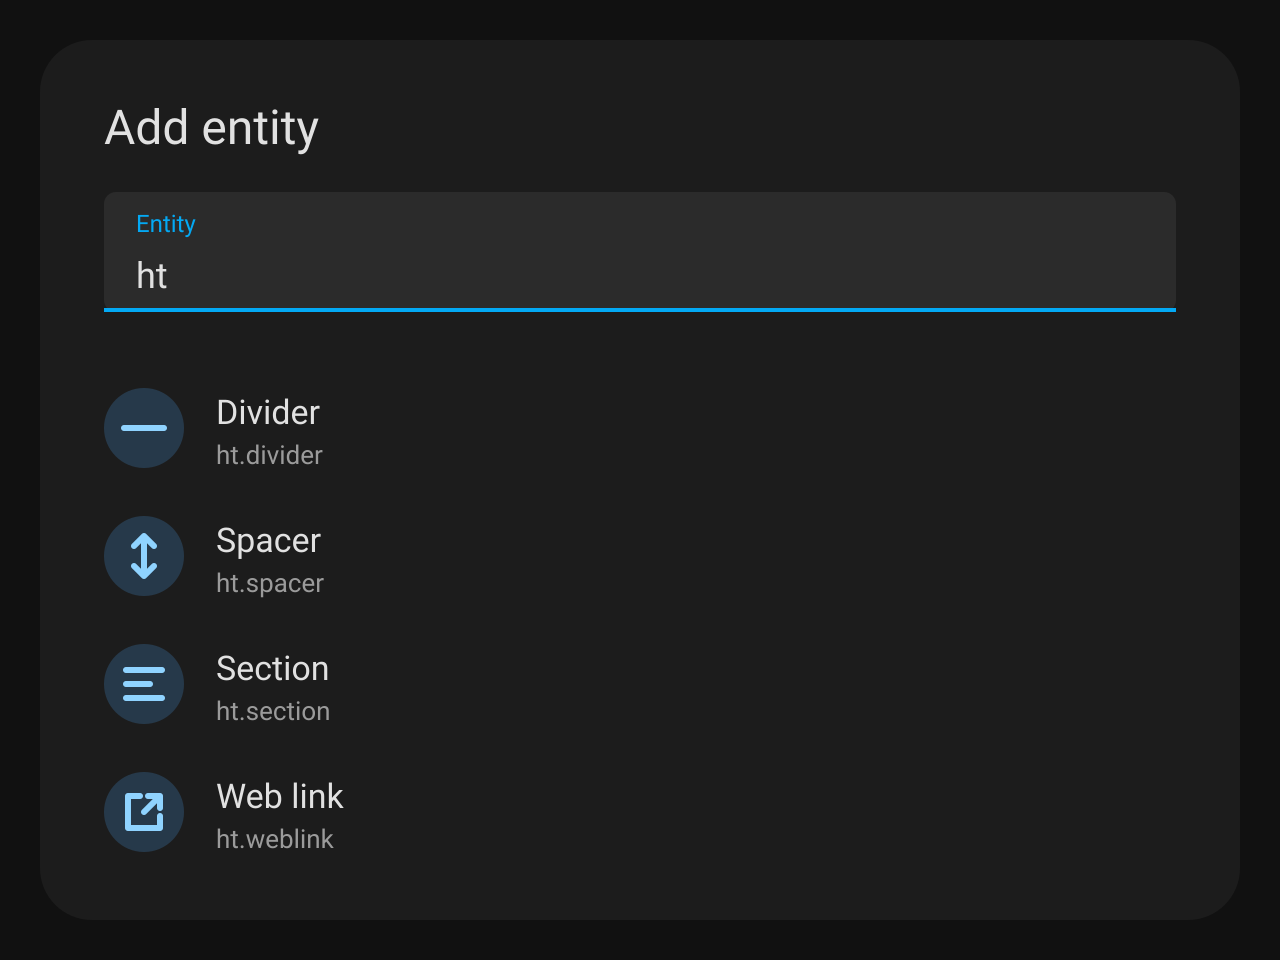 Add entity
Entity
ht
Divider
ht.divider
Spacer
ht.spacer
Section
ht.section
Web link
ht.weblink